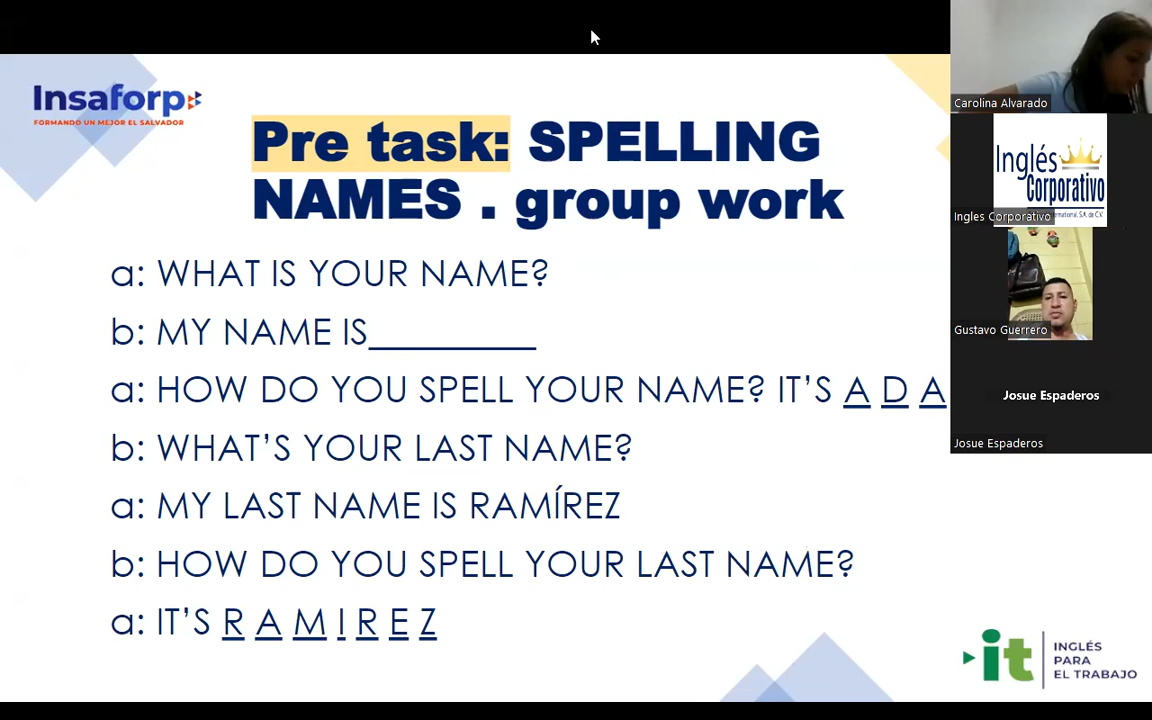 Insaforp
FORMANDO UN MEJOR EL SALVADOR
Pre task: SPELLING
NAMES . group work
a: WHAT IS YOUR NAME?
b: MY NAME IS_________
a: HOW DO YOU SPELL YOUR NAME? IT'S A D A
b: WHAT'S YOUR LAST NAME?
a: MY LAST NAME IS RAMÍREZ
b: HOW DO YOU SPELL YOUR LAST NAME?
a: IT'S R A M I R E Z
it INGLÉS
PARA
EL TRABAJO
Carolina Alvarado
Inglés
Corporativo
International, S.A. de C.V.
Ingles Corporativo
Gustavo Guerrero
Josue Espaderos
Josue Espaderos